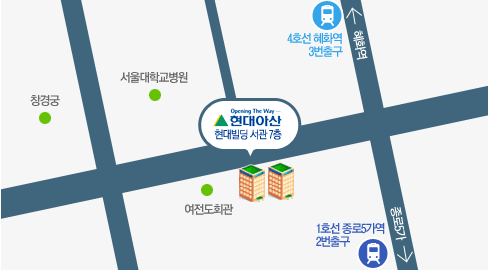 4호선 혜화역
3번출구
혜화역
서울대학교병원
창경궁
Opening The Way
현대아산
현대빌딩 서관 7층
여전도회관
1호선 종로5가역
2번출구
종로5가